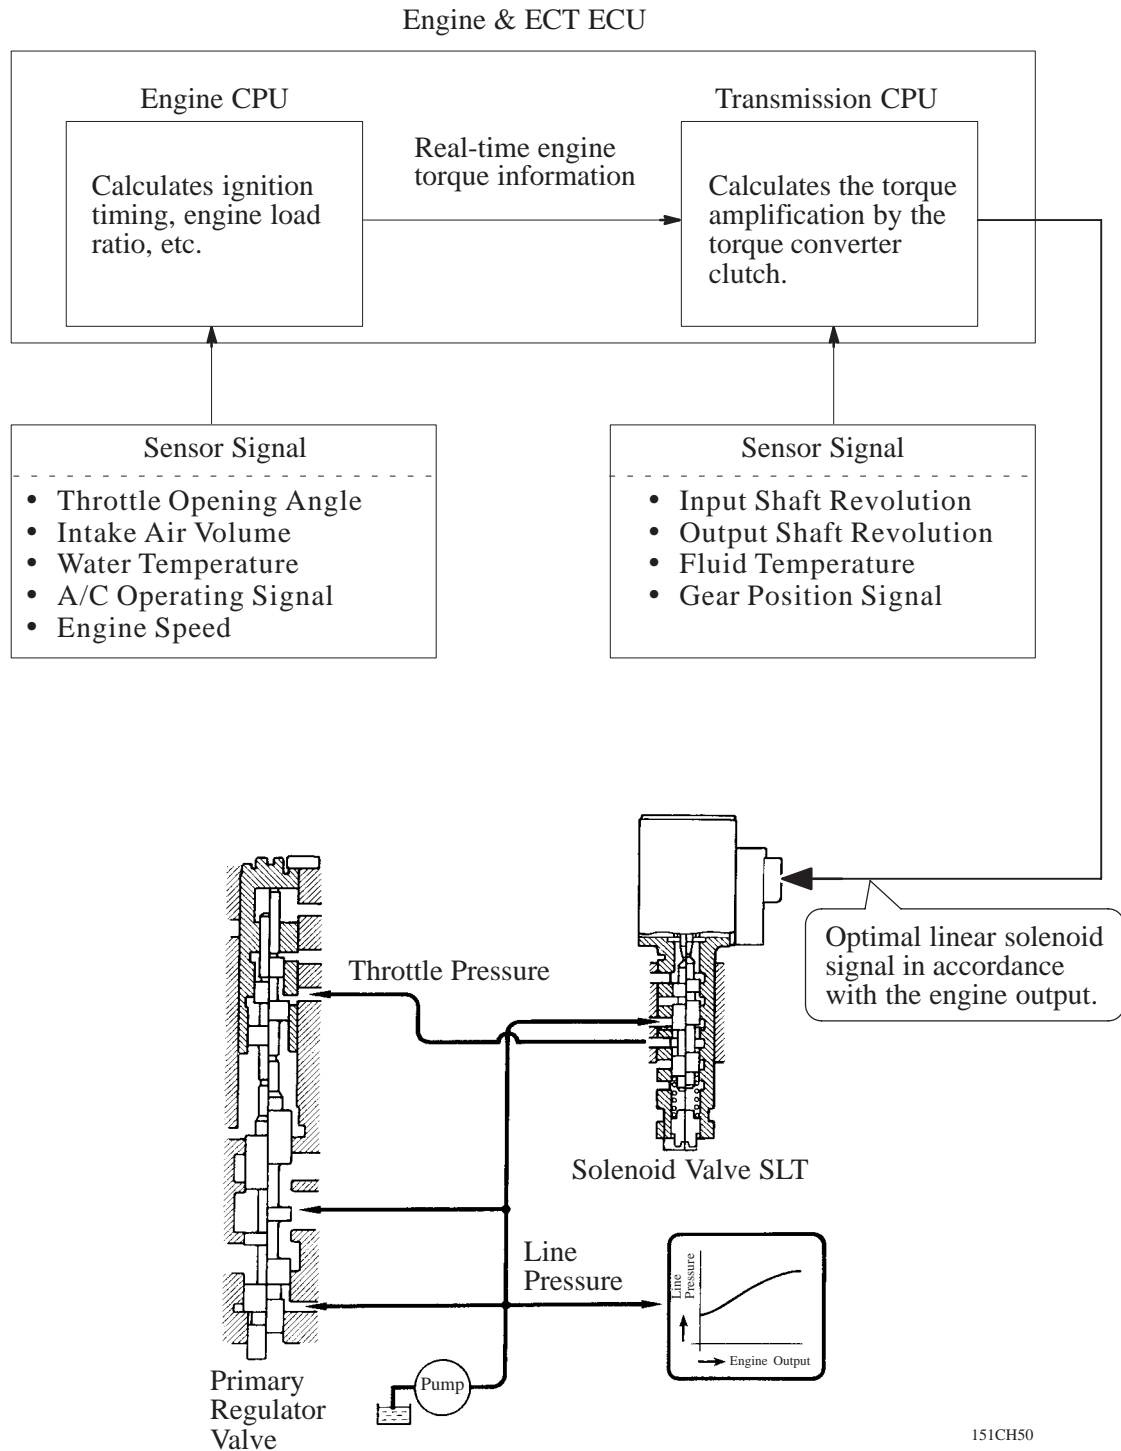 Engine & ECT ECU
Engine CPU
Transmission CPU
Calculates ignition
timing, engine load
ratio, etc.
Real-time engine
torque information
Calculates the torque
amplification by the
torque converter
clutch.
Sensor Signal
• Throttle Opening Angle
• Intake Air Volume
• Water Temperature
• A/C Operating Signal
• Engine Speed
Sensor Signal
• Input Shaft Revolution
• Output Shaft Revolution
• Fluid Temperature
• Gear Position Signal
Optimal linear solenoid
signal in accordance
with the engine output.
Throttle Pressure
Solenoid Valve SLT
Line
Pressure
Line
Pressure
Engine Output
Pump
Primary
Regulator
Valve
151CH50